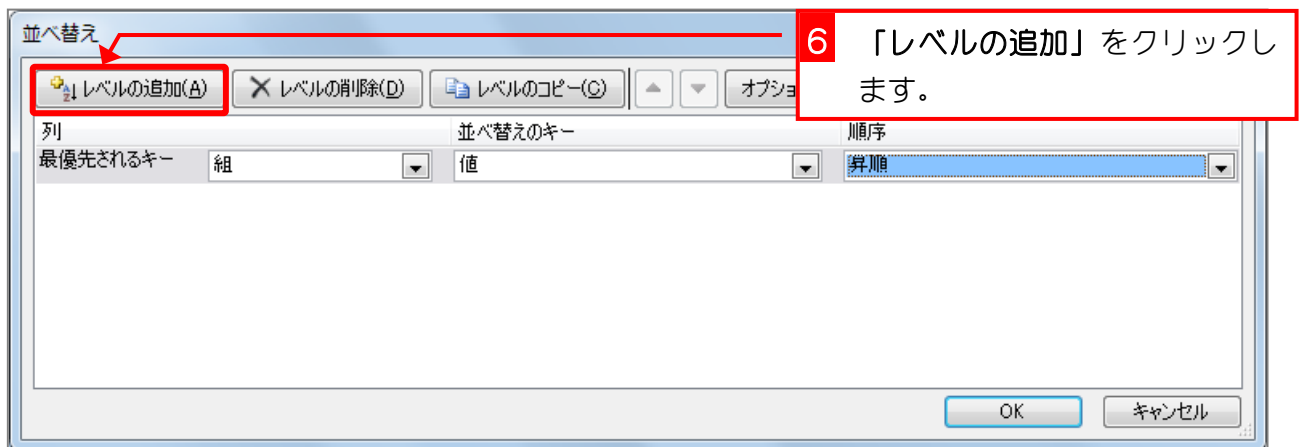 並べ替え
6 「レベルの追加」をクリックし
ます。
レベルの追加(A) レベルの削除(D) レベルのコピー(C) オプショ
列 並べ替えのキー 順序
最優先されるキー 組 値 昇順
OK キャンセル